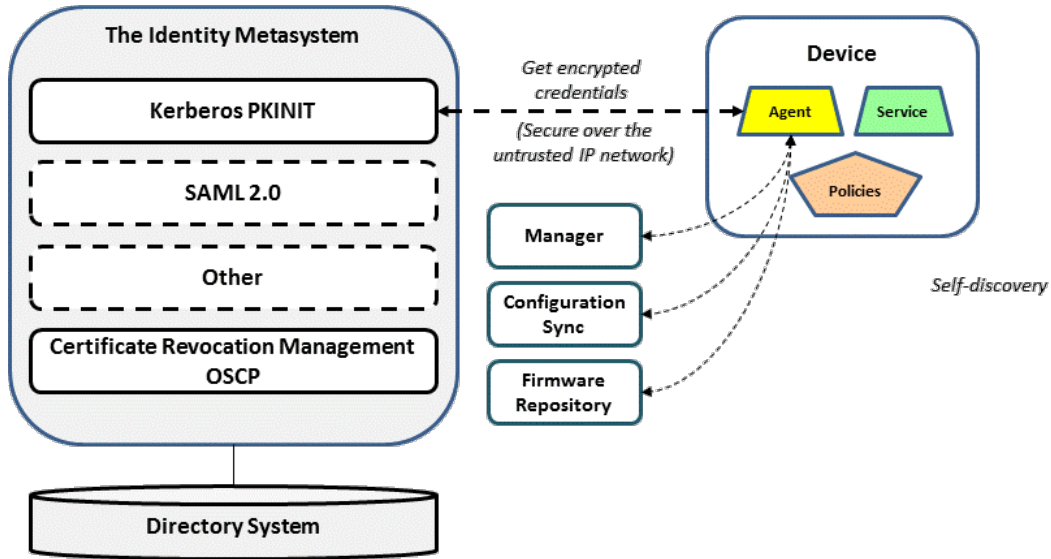 The Identity Metasystem
Kerberos PKINIT
SAML 2.0
Other
Certificate Revocation Management
OSCP
Directory System
Get encrypted
credentials
(Secure over the
untrusted IP network)
Device
Agent
Service
Policies
Manager
Configuration
Sync
Firmware
Repository
Self-discovery